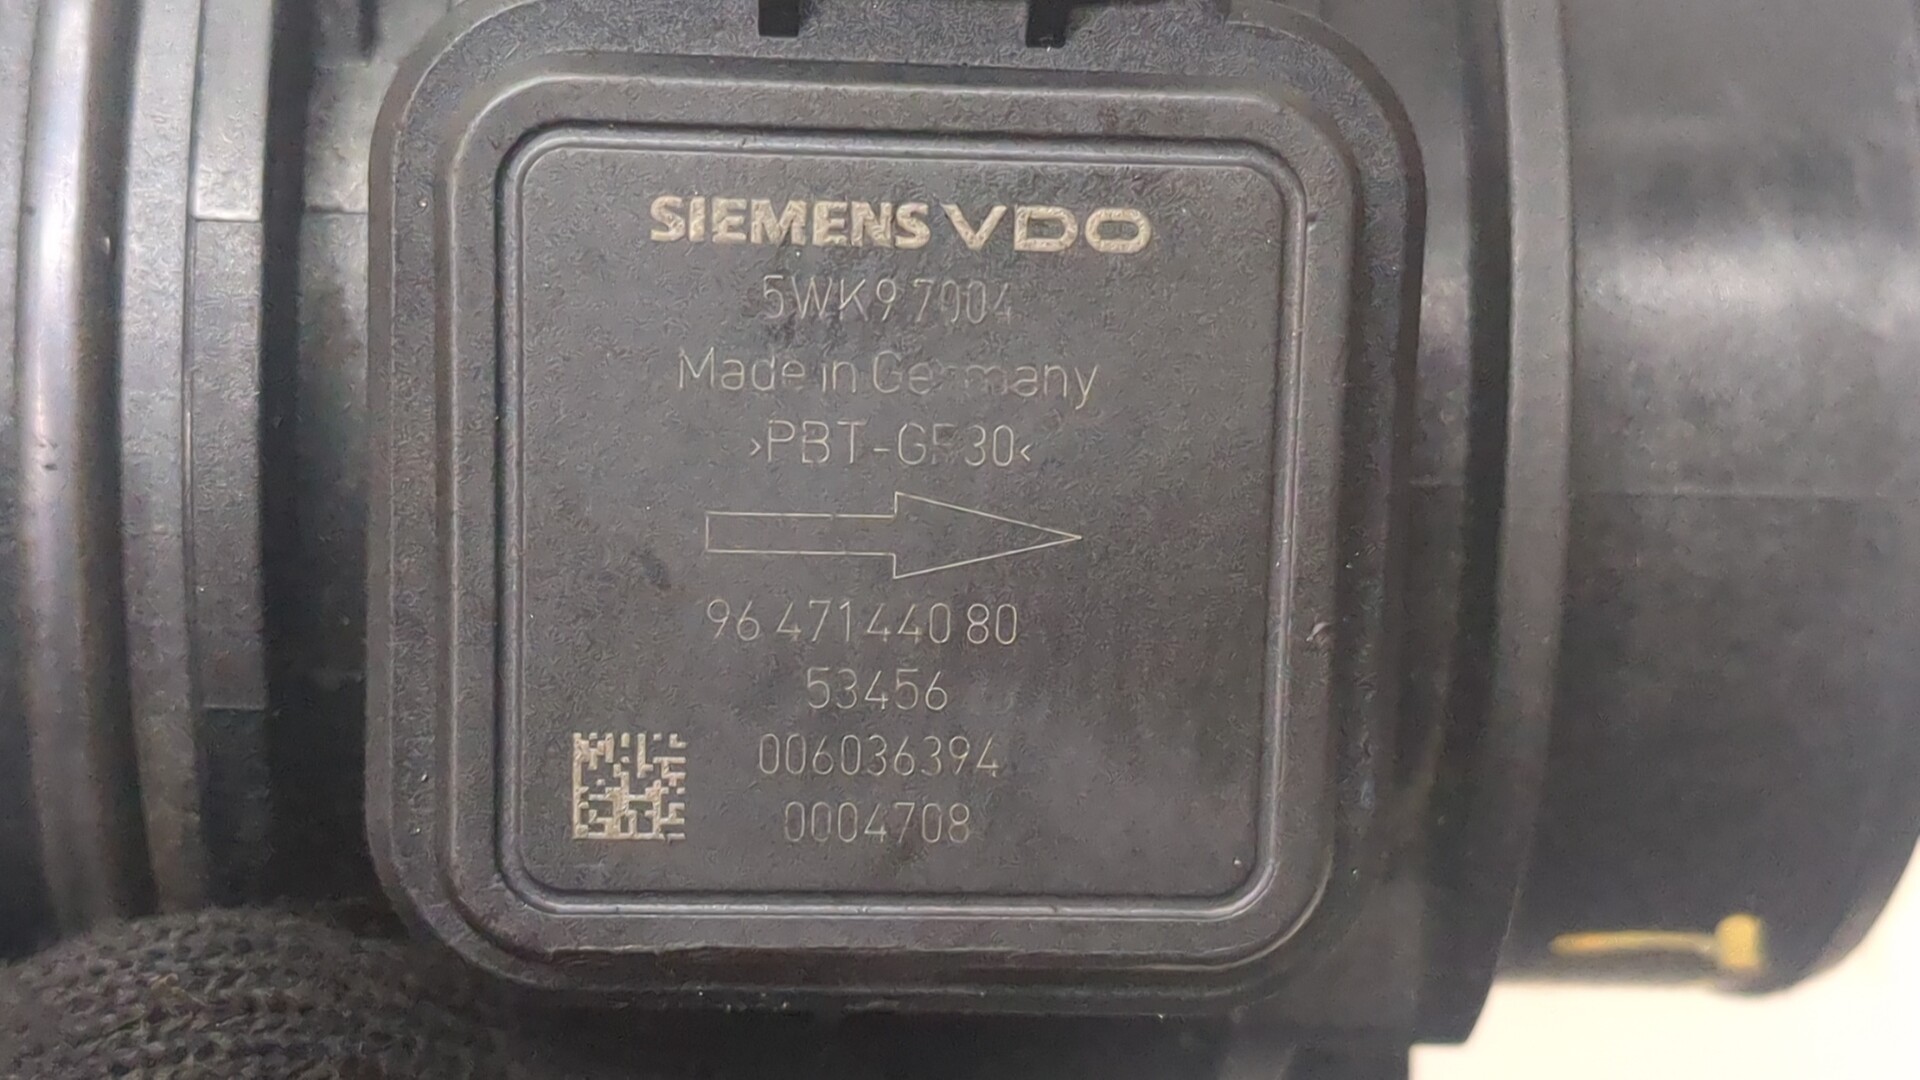 SIEMENS VDO
5WK9 7004
Made in Germany
>PBT-GF30<
96 471 440 80
53456
006036394
0004708